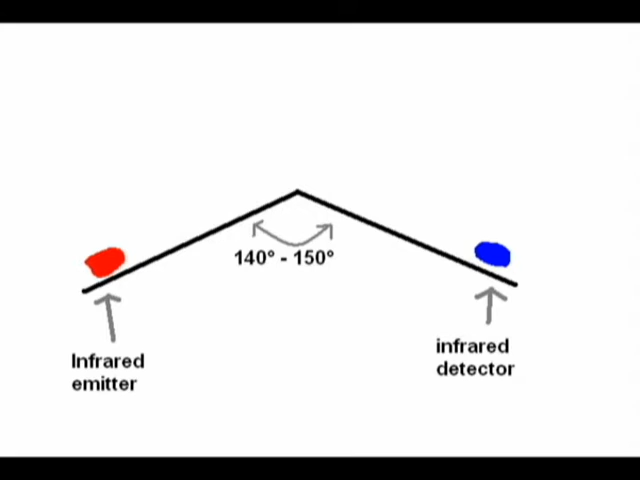 140° - 150°
Infrared
emitter
infrared
detector